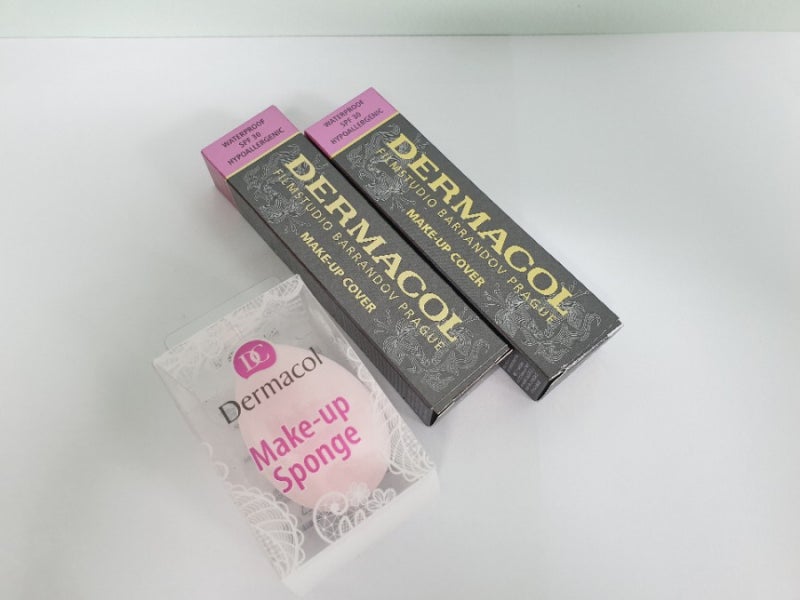 WATERPROOF
SPF 30
HYPOALLERGENIC
DERMACOL
FILMSTUDIO BARRANDOV PRAGUE
MAKE-UP COVER
WATERPROOF
SPF 30
HYPOALLERGENIC
DERMACOL
FILMSTUDIO BARRANDOV PRAGUE
MAKE-UP COVER
DC
Dermacol
Make-up
Sponge